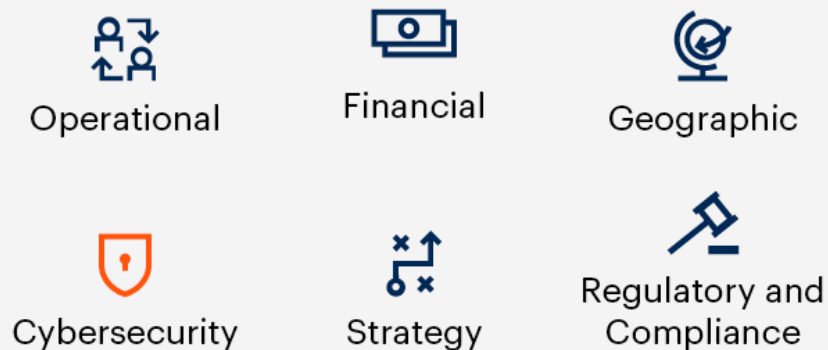 Operational
Financial
Geographic
Cybersecurity
Strategy
Regulatory and
Compliance